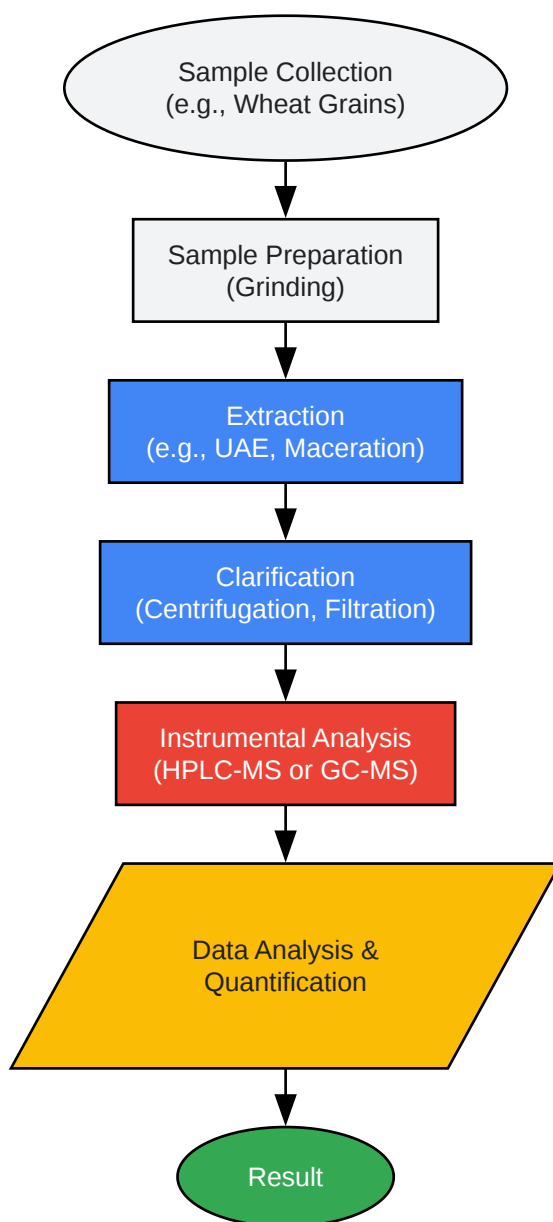 Sample Collection
(e.g., Wheat Grains)
Sample Preparation
(Grinding)
Extraction
(e.g., UAE, Maceration)
Clarification
(Centrifugation, Filtration)
Instrumental Analysis
(HPLC-MS or GC-MS)
Data Analysis &
Quantification
Result